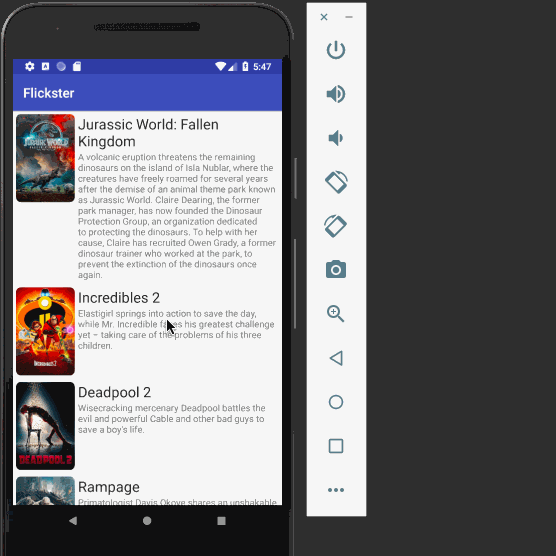 5:47
Flickster
Jurassic World: Fallen
Kingdom
A volcanic eruption threatens the remaining
dinosaurs on the island of Isla Nublar, where the
creatures have freely roamed for several years
after the demise of an animal theme park known
as Jurassic World. Claire Dearing, the former
park manager, has now founded the Dinosaur
Protection Group, an organization dedicated
to protecting the dinosaurs. To help with her
cause, Claire has recruited Owen Grady, a former
dinosaur trainer who worked at the park, to
prevent the extinction of the dinosaurs once
again.
JURASSIC WORLD
Incredibles 2
Elastigirl springs into action to save the day,
while Mr. Incredible faces his greatest challenge
yet – taking care of the problems of his three
children.
INCREDIBLES 2
Deadpool 2
Wisecracking mercenary Deadpool battles the
evil and powerful Cable and other bad guys to
save a boy's life.
DEADPOOL 2
Rampage
Primatologist Davis Okoye shares an unshakable